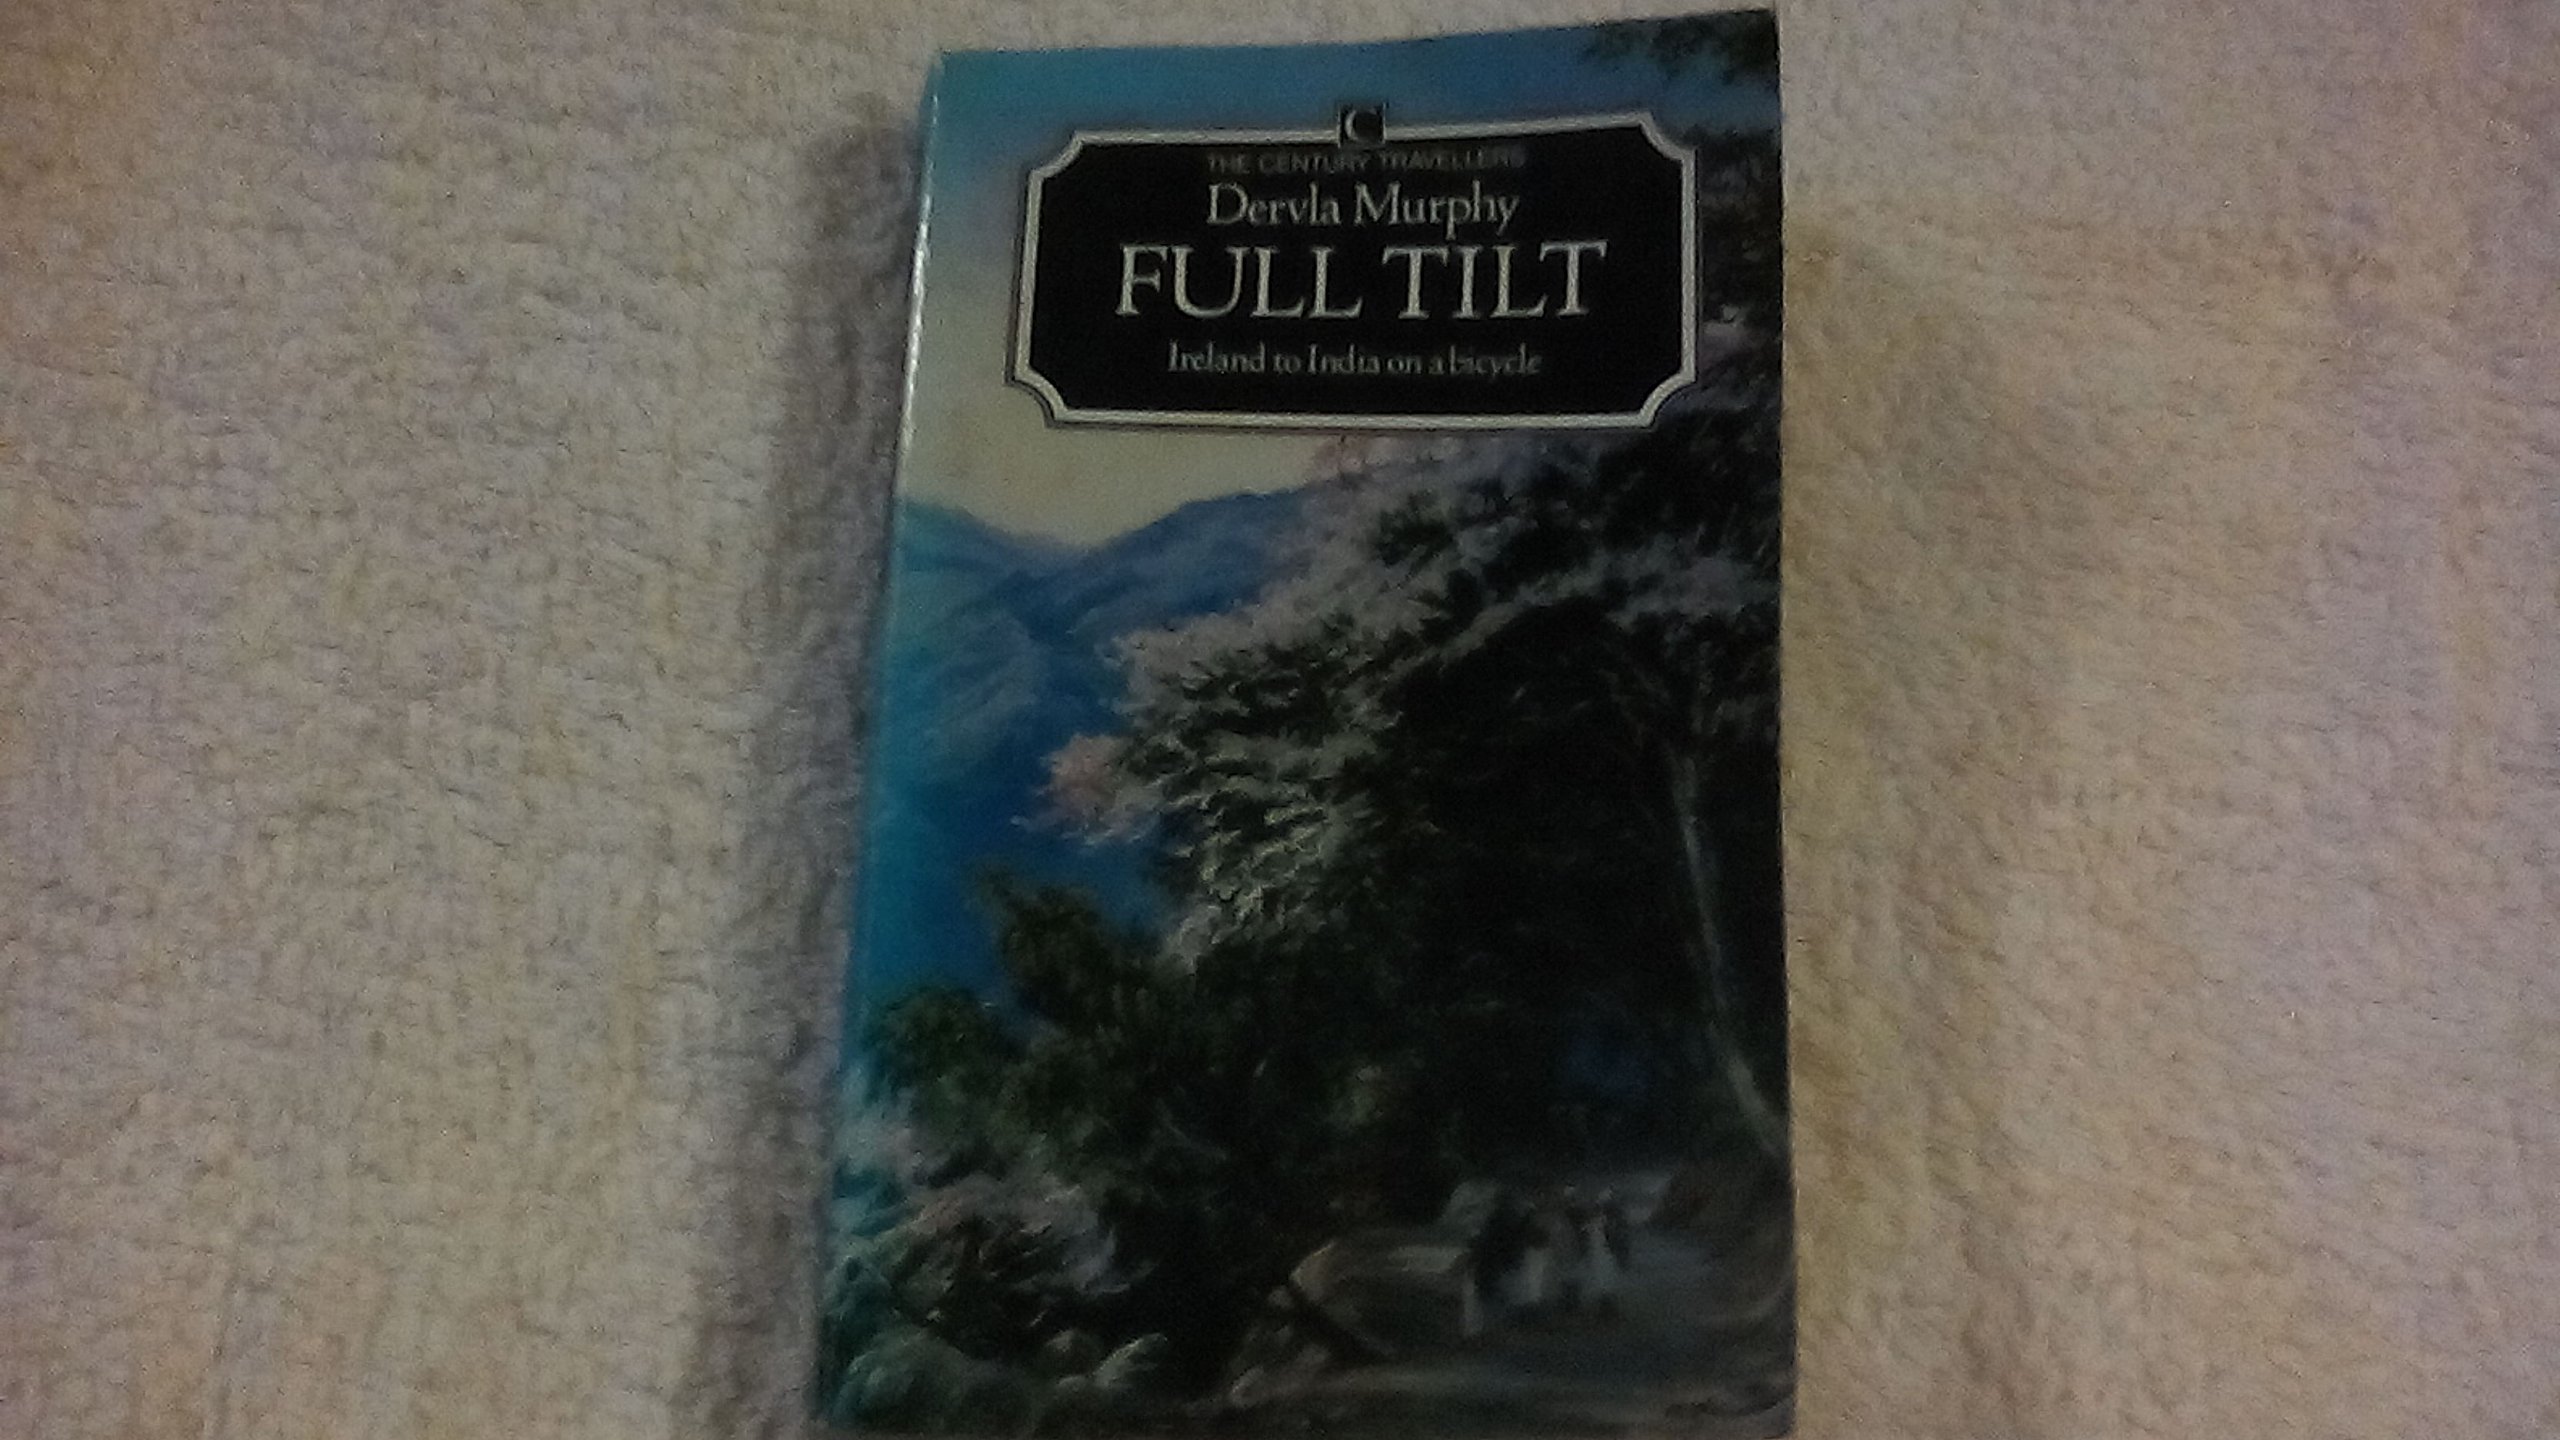 C
THE CENTURY TRAVELLERS
Dervla Murphy
FULL TILT
Ireland to India on a bicycle